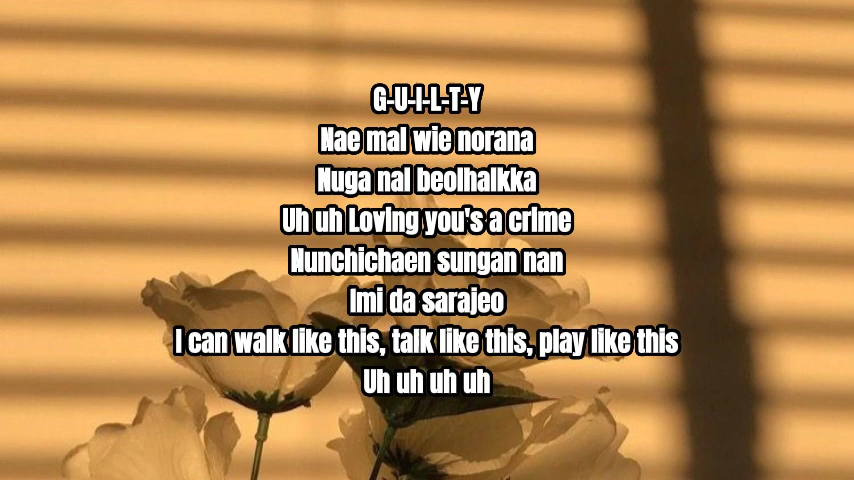 G-U-I-L-T-Y
Nae mal wie norana
Nuga nal beolhalkka
Uh uh Loving you's a crime
Nunchichaen sungan nan
Imi da sarajeo
I can walk like this, talk like this, play like this
Uh uh uh uh